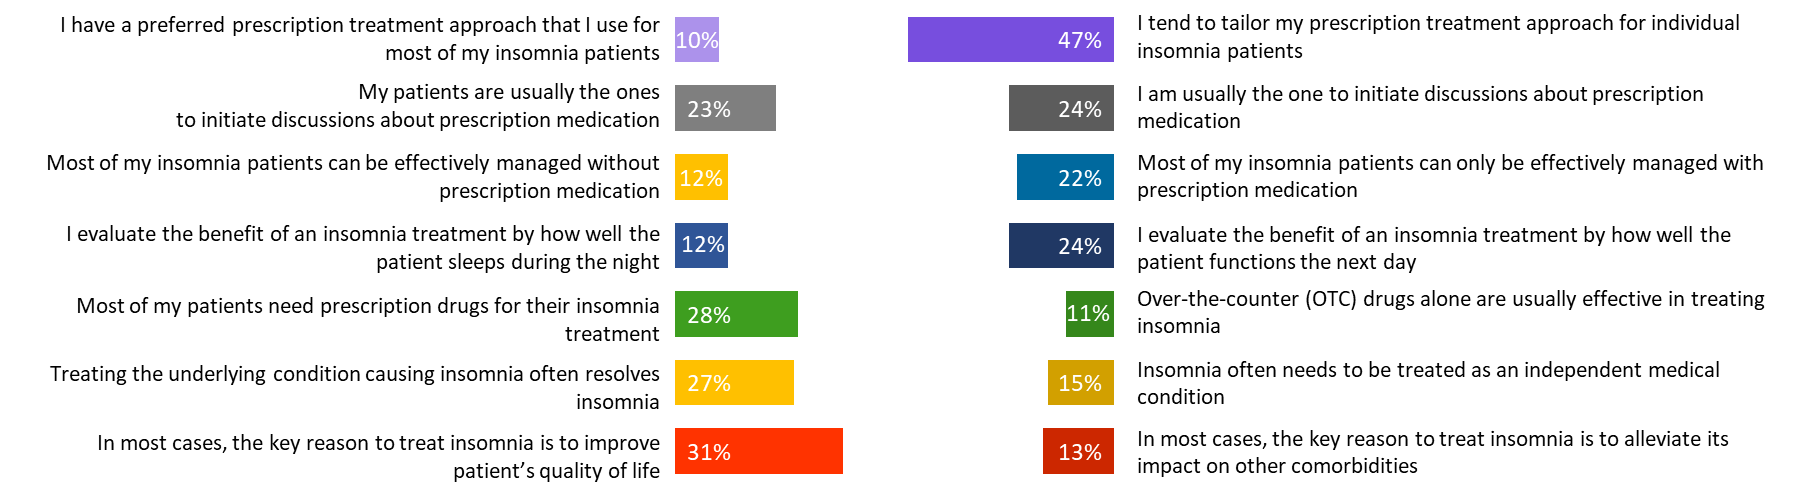 I have a preferred prescription treatment approach that I use for
most of my insomnia patients
10%
47%
I tend to tailor my prescription treatment approach for individual
insomnia patients
My patients are usually the ones
to initiate discussions about prescription medication
23%
24%
I am usually the one to initiate discussions about prescription
medication
Most of my insomnia patients can be effectively managed without
prescription medication
12%
22%
Most of my insomnia patients can only be effectively managed with
prescription medication
I evaluate the benefit of an insomnia treatment by how well the
patient sleeps during the night
12%
24%
I evaluate the benefit of an insomnia treatment by how well the
patient functions the next day
Most of my patients need prescription drugs for their insomnia
treatment
28%
11%
Over-the-counter (OTC) drugs alone are usually effective in treating
insomnia
Treating the underlying condition causing insomnia often resolves
insomnia
27%
15%
Insomnia often needs to be treated as an independent medical
condition
In most cases, the key reason to treat insomnia is to improve
patient’s quality of life
31%
13%
In most cases, the key reason to treat insomnia is to alleviate its
impact on other comorbidities